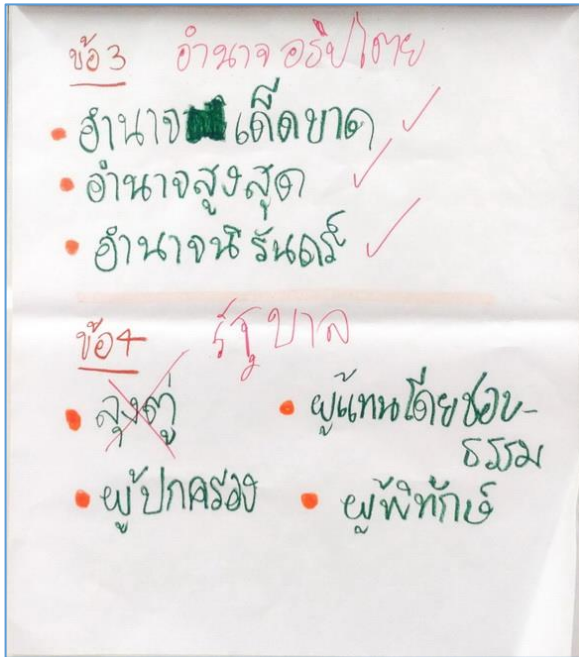 ข้อ 3 อำนาจอธิปไตย
• อำนาจ เด็ดขาด ✓
• อำนาจสูงสุด ✓
• อำนาจนิรันดร์ ✓
ข้อ 4 รัฐบาล
• ลุงตู่ • ผู้แทนโดยชอบ-
ธรรม
• ผู้ปกครอง • ผู้พิทักษ์